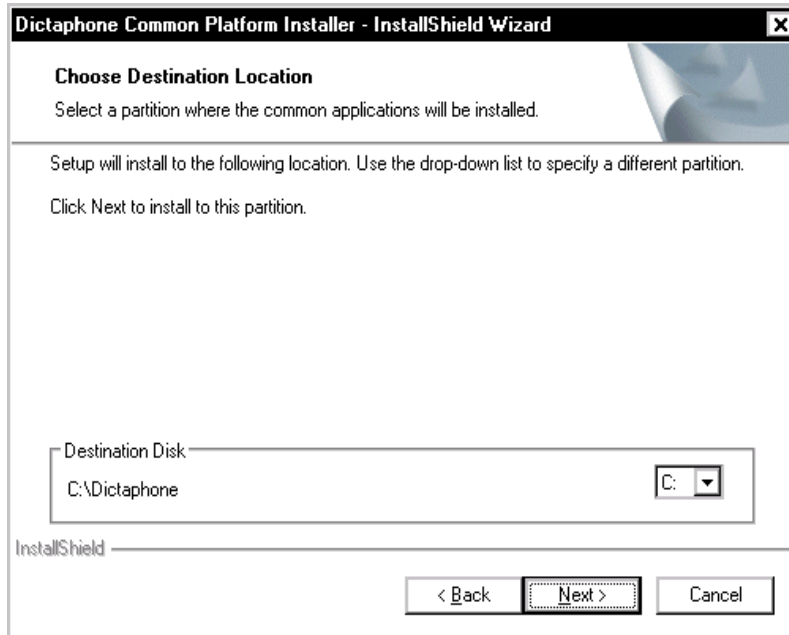 Dictaphone Common Platform Installer - InstallShield Wizard
Choose Destination Location
Select a partition where the common applications will be installed.
Setup will install to the following location. Use the drop-down list to specify a different partition.
Click Next to install to this partition.
Destination Disk
C:\Dictaphone
C:
InstallShield
< Back Next > Cancel